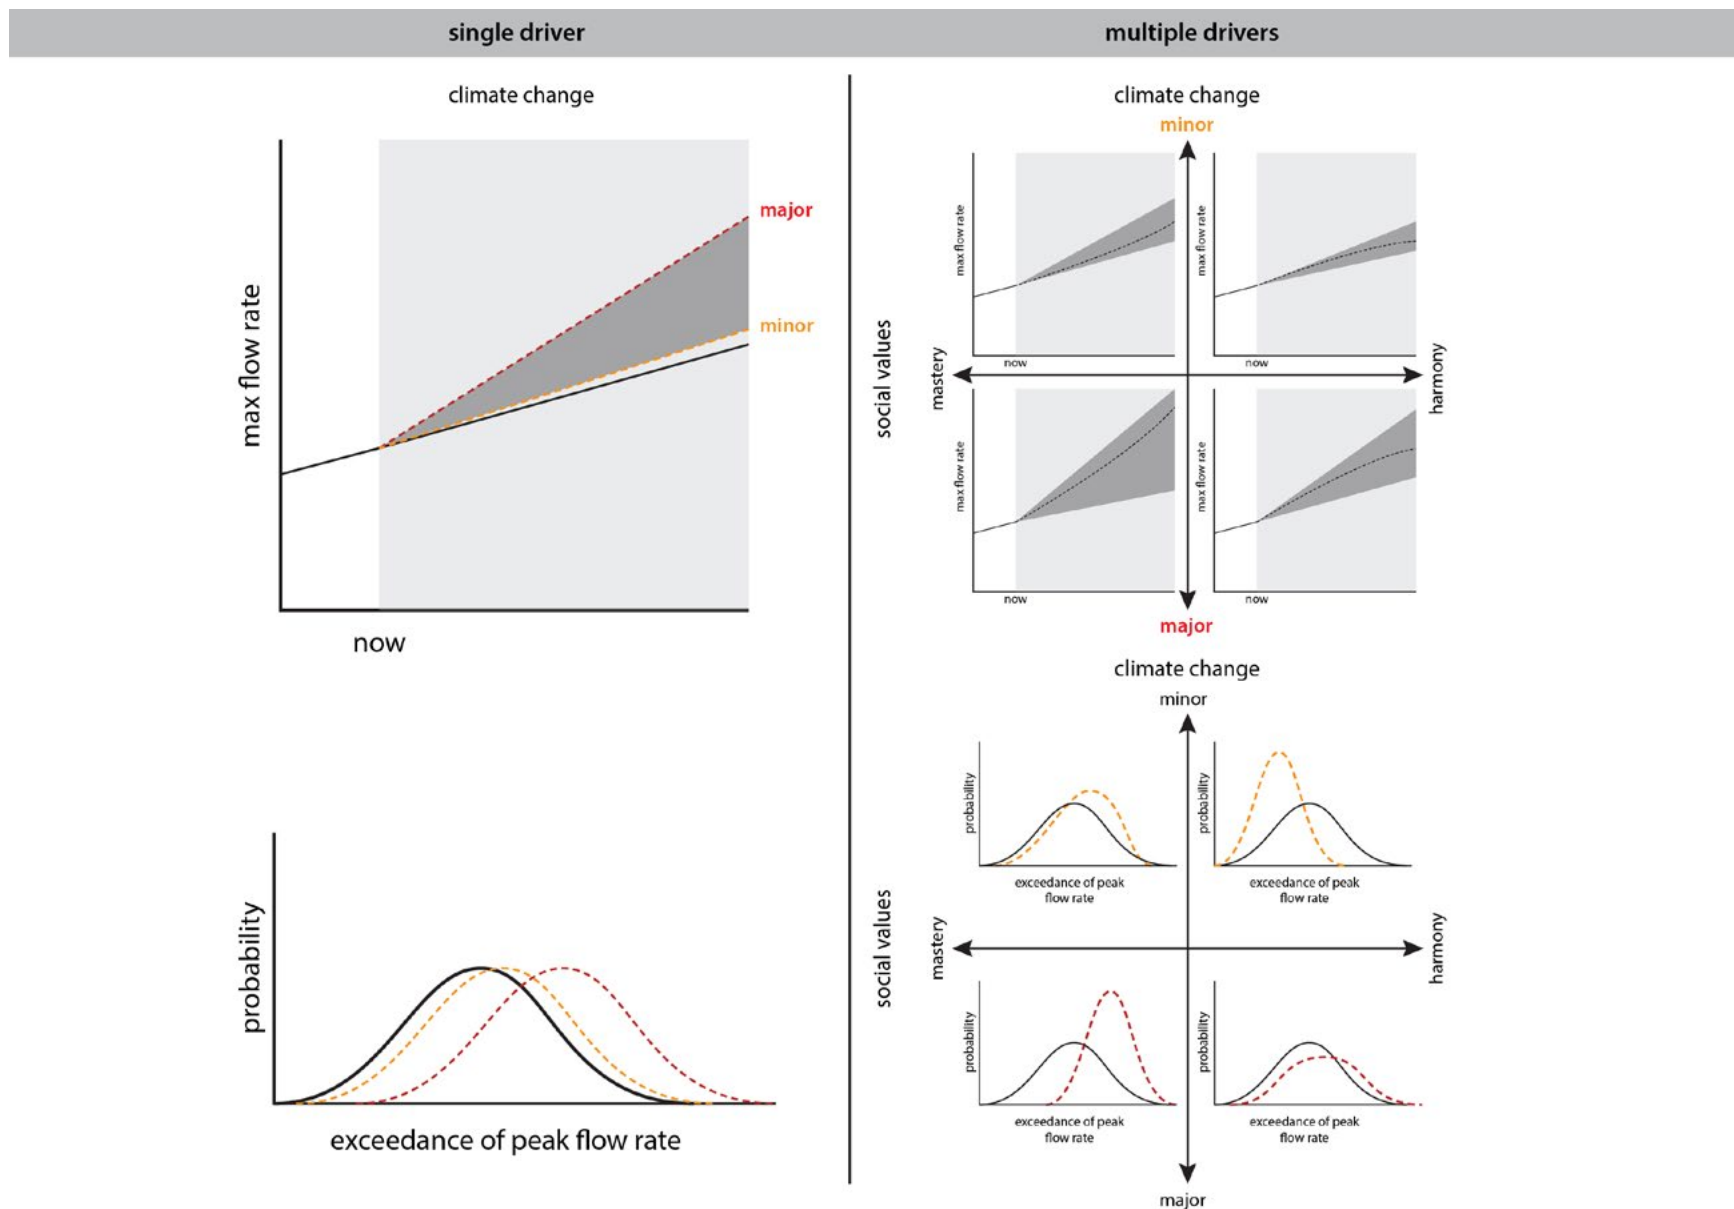 single driver
multiple drivers
climate change
max flow rate
major
minor
now
probability
exceedance of peak flow rate
climate change
minor
social values
mastery
harmony
max flow rate
now
max flow rate
now
max flow rate
now
max flow rate
now
major
climate change
minor
social values
mastery
harmony
probability
exceedance of peak
flow rate
probability
exceedance of peak
flow rate
probability
exceedance of peak
flow rate
probability
exceedance of peak
flow rate
major